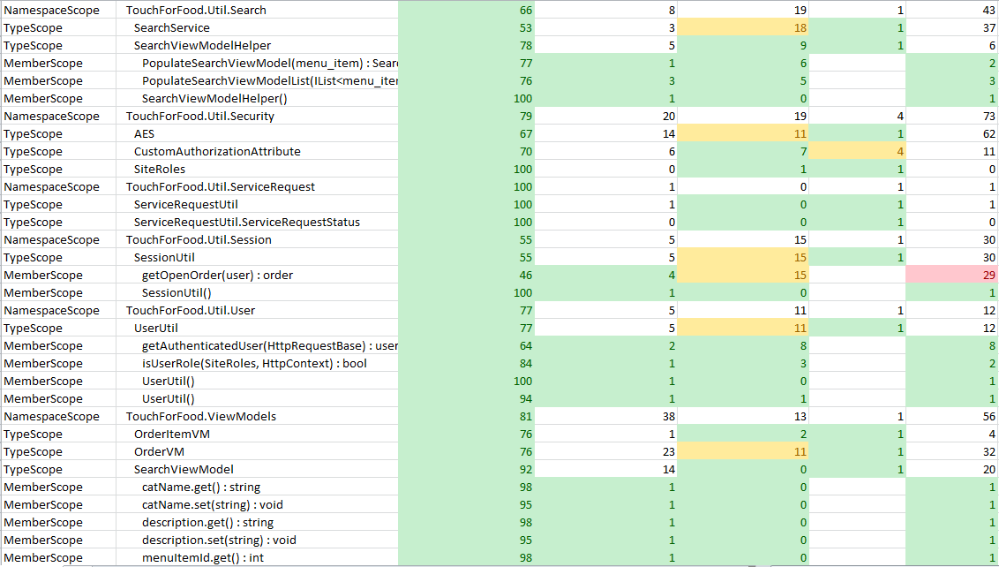 NamespaceScope TouchForFood.Util.Search 66 8 19 1 43
TypeScope SearchService 53 3 18 1 37
TypeScope SearchViewModelHelper 78 5 9 1 6
MemberScope PopulateSearchViewModel(menu_item) : Sear 77 1 6 2
MemberScope PopulateSearchViewModelList(IList<menu_iter 76 3 5 3
MemberScope SearchViewModelHelper() 100 1 0 1
NamespaceScope TouchForFood.Util.Security 79 20 19 4 73
TypeScope AES 67 14 11 1 62
TypeScope CustomAuthorizationAttribute 70 6 7 4 11
TypeScope SiteRoles 100 0 1 1 0
NamespaceScope TouchForFood.Util.ServiceRequest 100 1 0 1 1
TypeScope ServiceRequestUtil 100 1 0 1 1
TypeScope ServiceRequestUtil.ServiceRequestStatus 100 0 0 1 0
NamespaceScope TouchForFood.Util.Session 55 5 15 1 30
TypeScope SessionUtil 55 5 15 1 30
MemberScope getOpenOrder(user) : order 46 4 15 29
MemberScope SessionUtil() 100 1 0 1
NamespaceScope TouchForFood.Util.User 77 5 11 1 12
TypeScope UserUtil 77 5 11 1 12
MemberScope getAuthenticatedUser(HttpRequestBase) : user 64 2 8 8
MemberScope isUserRole(SiteRoles, HttpContext) : bool 84 1 3 2
MemberScope UserUtil() 100 1 0 1
MemberScope UserUtil() 94 1 1 1
NamespaceScope TouchForFood.ViewModels 81 38 13 1 56
TypeScope OrderItemVM 76 1 2 1 4
TypeScope OrderVM 76 23 11 1 32
TypeScope SearchViewModel 92 14 0 1 20
MemberScope catName.get() : string 98 1 0 1
MemberScope catName.set(string) : void 95 1 0 1
MemberScope description.get() : string 98 1 0 1
MemberScope description.set(string) : void 95 1 0 1
MemberScope menuItemId.get() : int 98 1 0 1